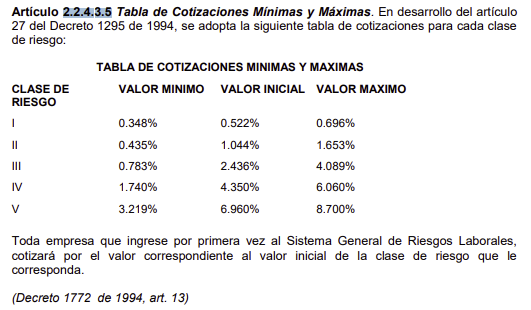 Artículo 2.2.4.3.5 Tabla de Cotizaciones Mínimas y Máximas. En desarrollo del artículo
27 del Decreto 1295 de 1994, se adopta la siguiente tabla de cotizaciones para cada clase
de riesgo:
TABLA DE COTIZACIONES MINIMAS Y MAXIMAS
CLASE DE RIESGO VALOR MINIMO VALOR INICIAL VALOR MAXIMO
I 0.348% 0.522% 0.696%
II 0.435% 1.044% 1.653%
III 0.783% 2.436% 4.089%
IV 1.740% 4.350% 6.060%
V 3.219% 6.960% 8.700%
Toda empresa que ingrese por primera vez al Sistema General de Riesgos Laborales,
cotizará por el valor correspondiente al valor inicial de la clase de riesgo que le
corresponda.
(Decreto 1772 de 1994, art. 13)